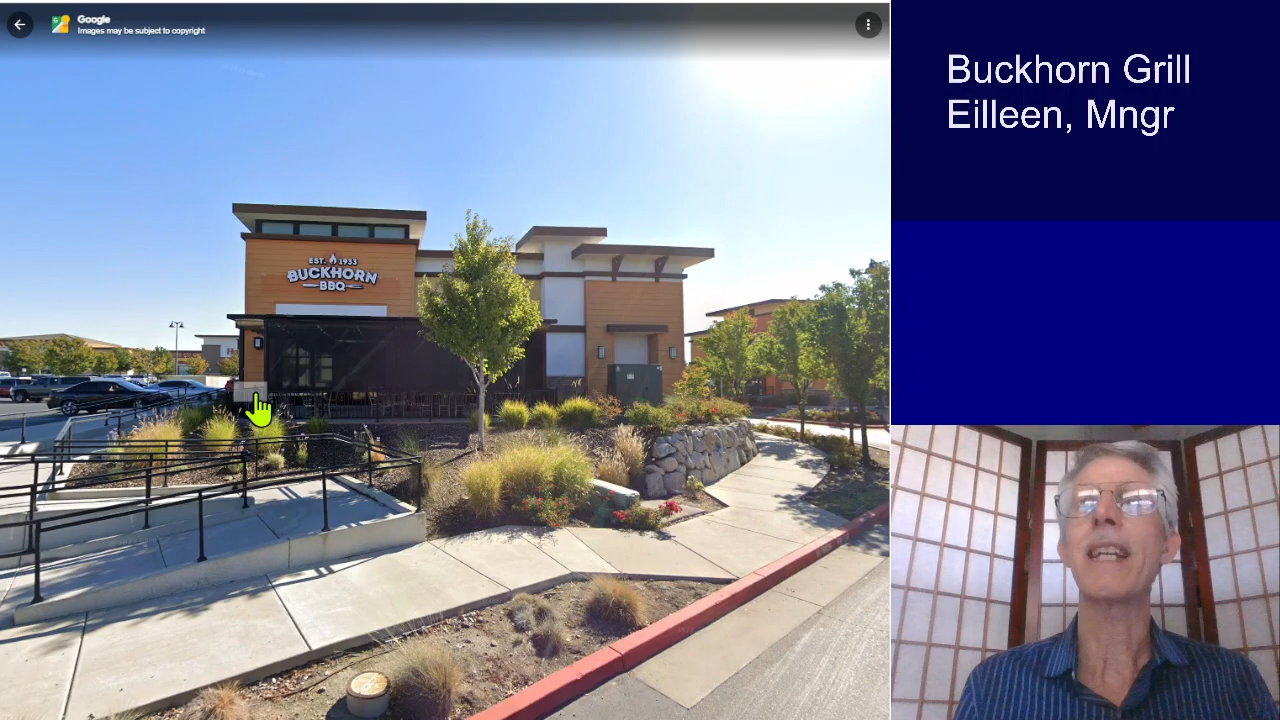 Google
Images may be subject to copyright
EST. 1933
BUCKHORN
BBQ
Buckhorn Grill
Eilleen, Mngr